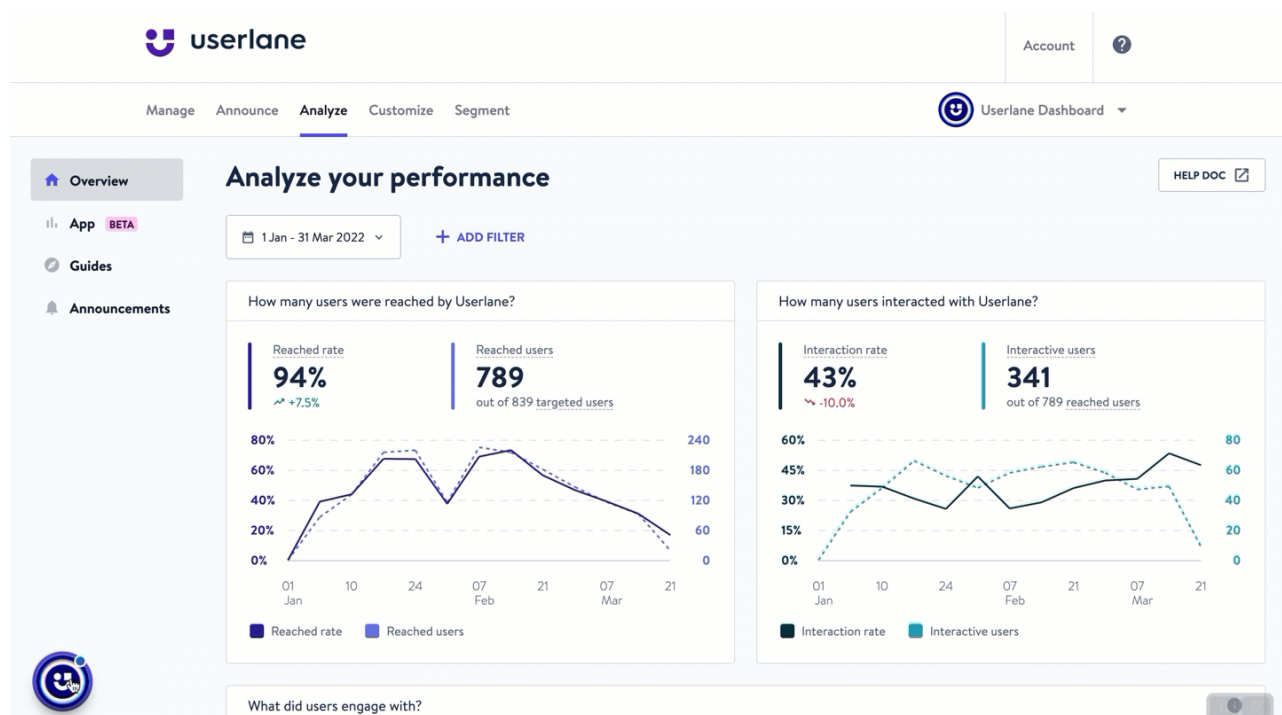 userlane
Account
Manage Announce Analyze Customize Segment
Userlane Dashboard
Overview
App BETA
Guides
Announcements
Analyze your performance
HELP DOC
1 Jan - 31 Mar 2022
+ ADD FILTER
How many users were reached by Userlane?
Reached rate
94%
+7.5%
Reached users
789
out of 839 targeted users
80% 240
60% 180
40% 120
20% 60
0% 0
01 10 24 07 21 07 21
Jan Feb Mar
Reached rate Reached users
How many users interacted with Userlane?
Interaction rate
43%
-10.0%
Interactive users
341
out of 789 reached users
60% 80
45% 60
30% 40
15% 20
0% 0
01 10 24 07 21 07 21
Jan Feb Mar
Interaction rate Interactive users
What did users engage with?